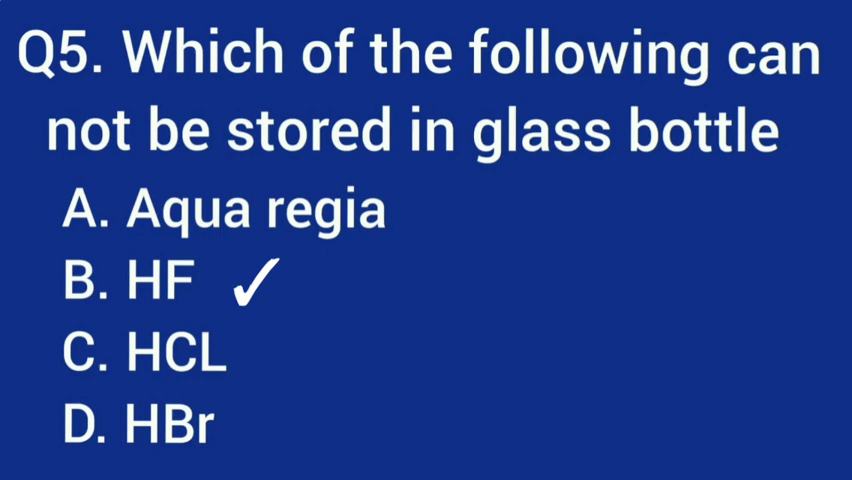 Q5. Which of the following can
not be stored in glass bottle
A. Aqua regia
B. HF ✓
C. HCL
D. HBr